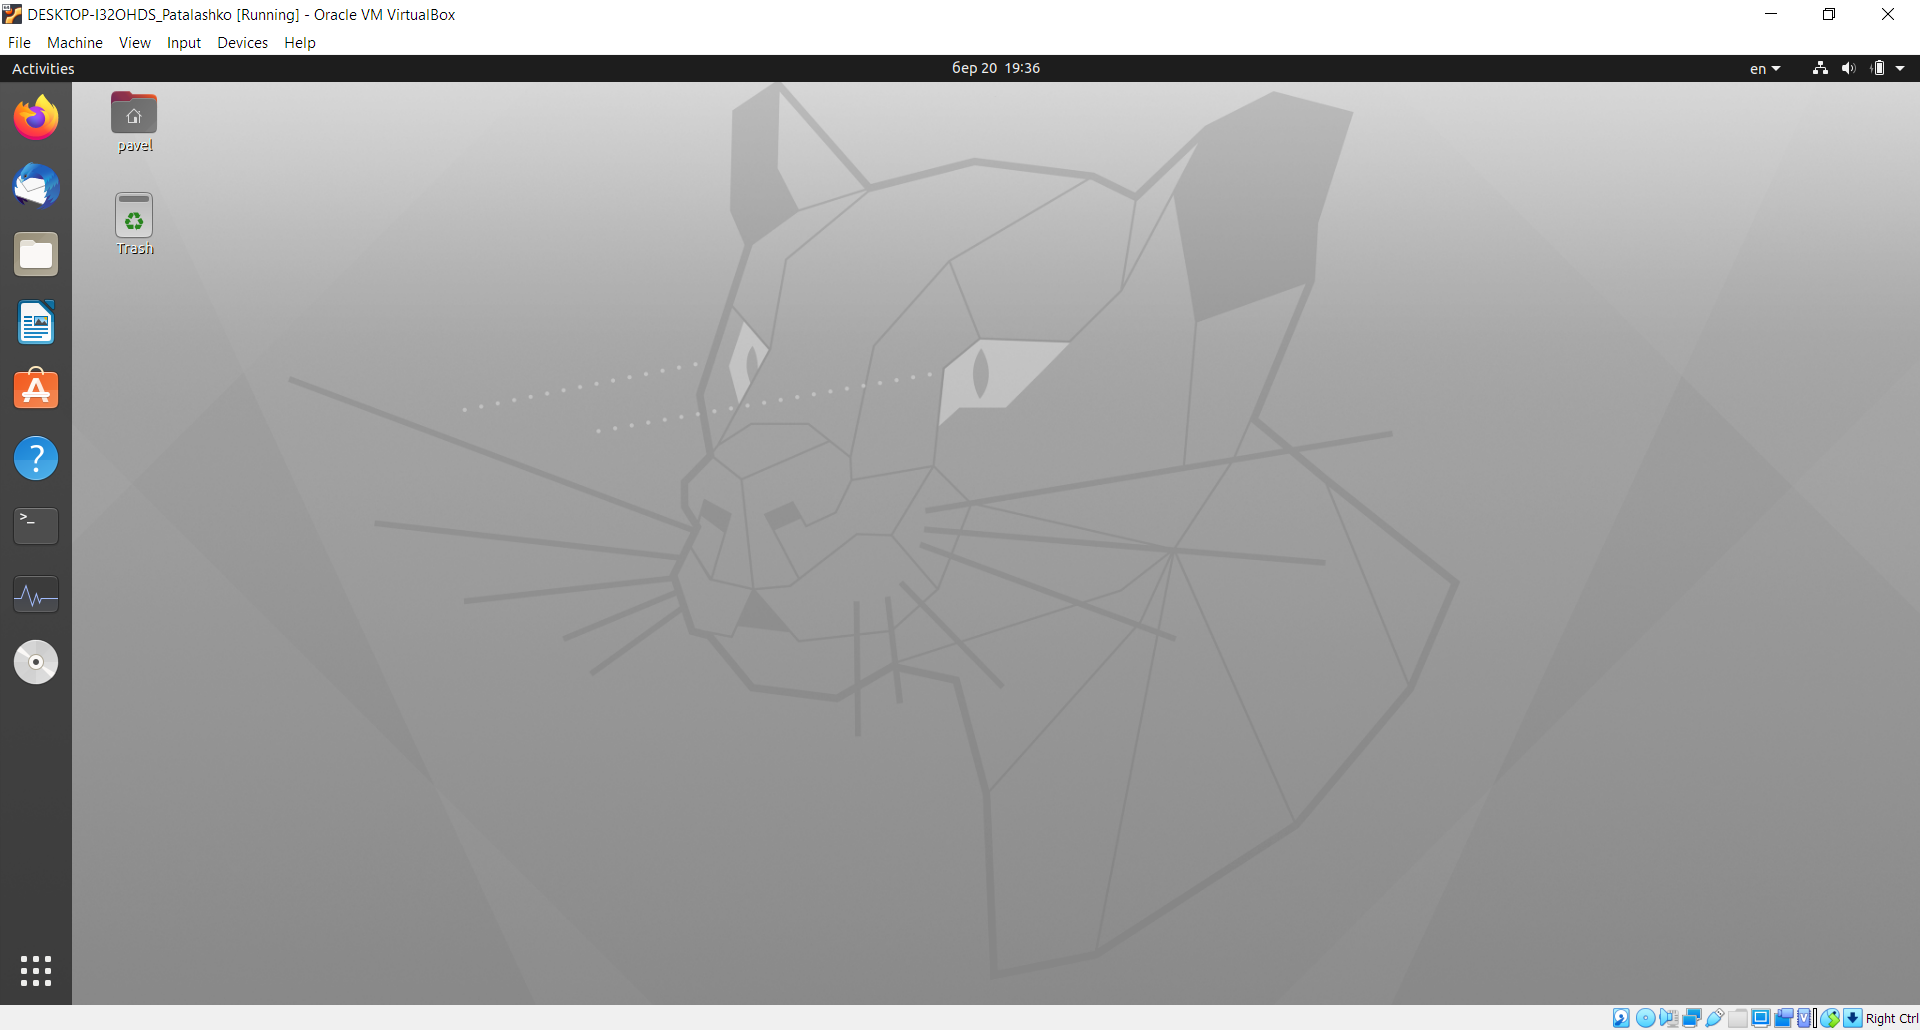 DESKTOP-I32OHDS_Patalashko [Running] - Oracle VM VirtualBox
File Machine View Input Devices Help
Activities бер 20 19:36 en
pavel
Trash
Right Ctrl